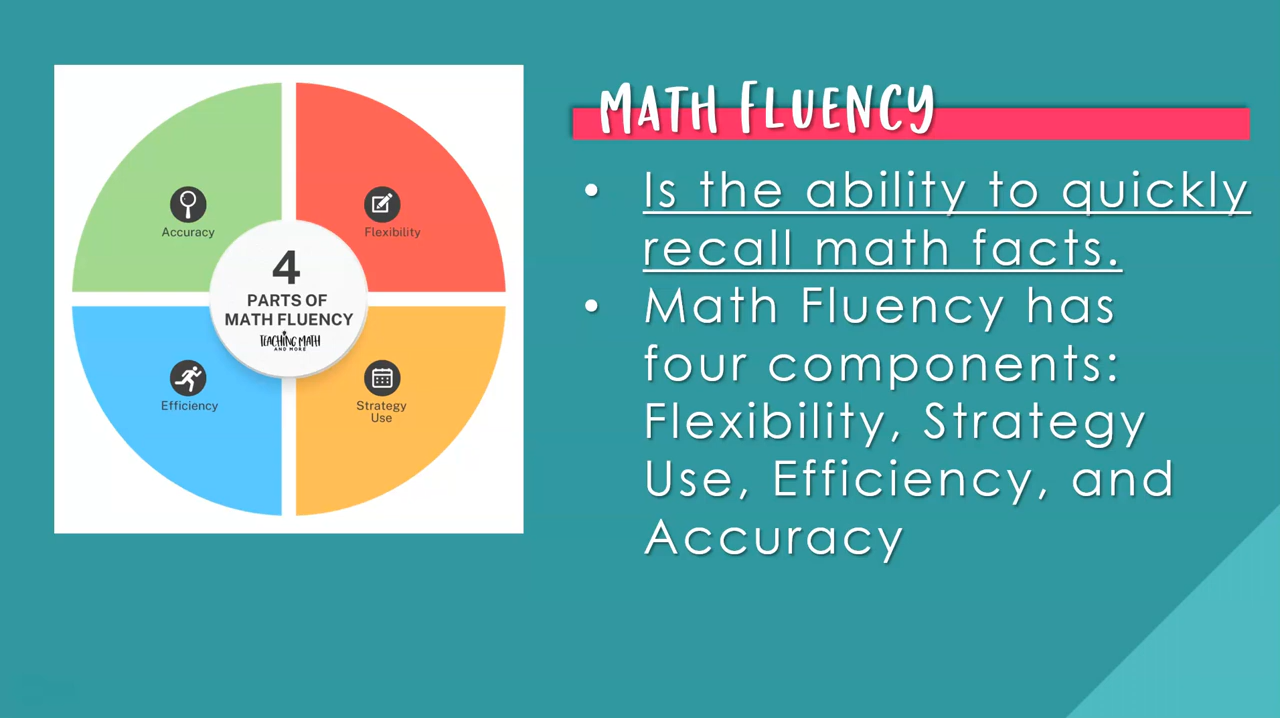 Accuracy
Flexibility
4
PARTS OF
MATH FLUENCY
TEACHING MATH
AND MORE
Efficiency
Strategy
Use
MATH FLUENCY
• Is the ability to quickly
recall math facts.
• Math Fluency has
four components:
Flexibility, Strategy
Use, Efficiency, and
Accuracy